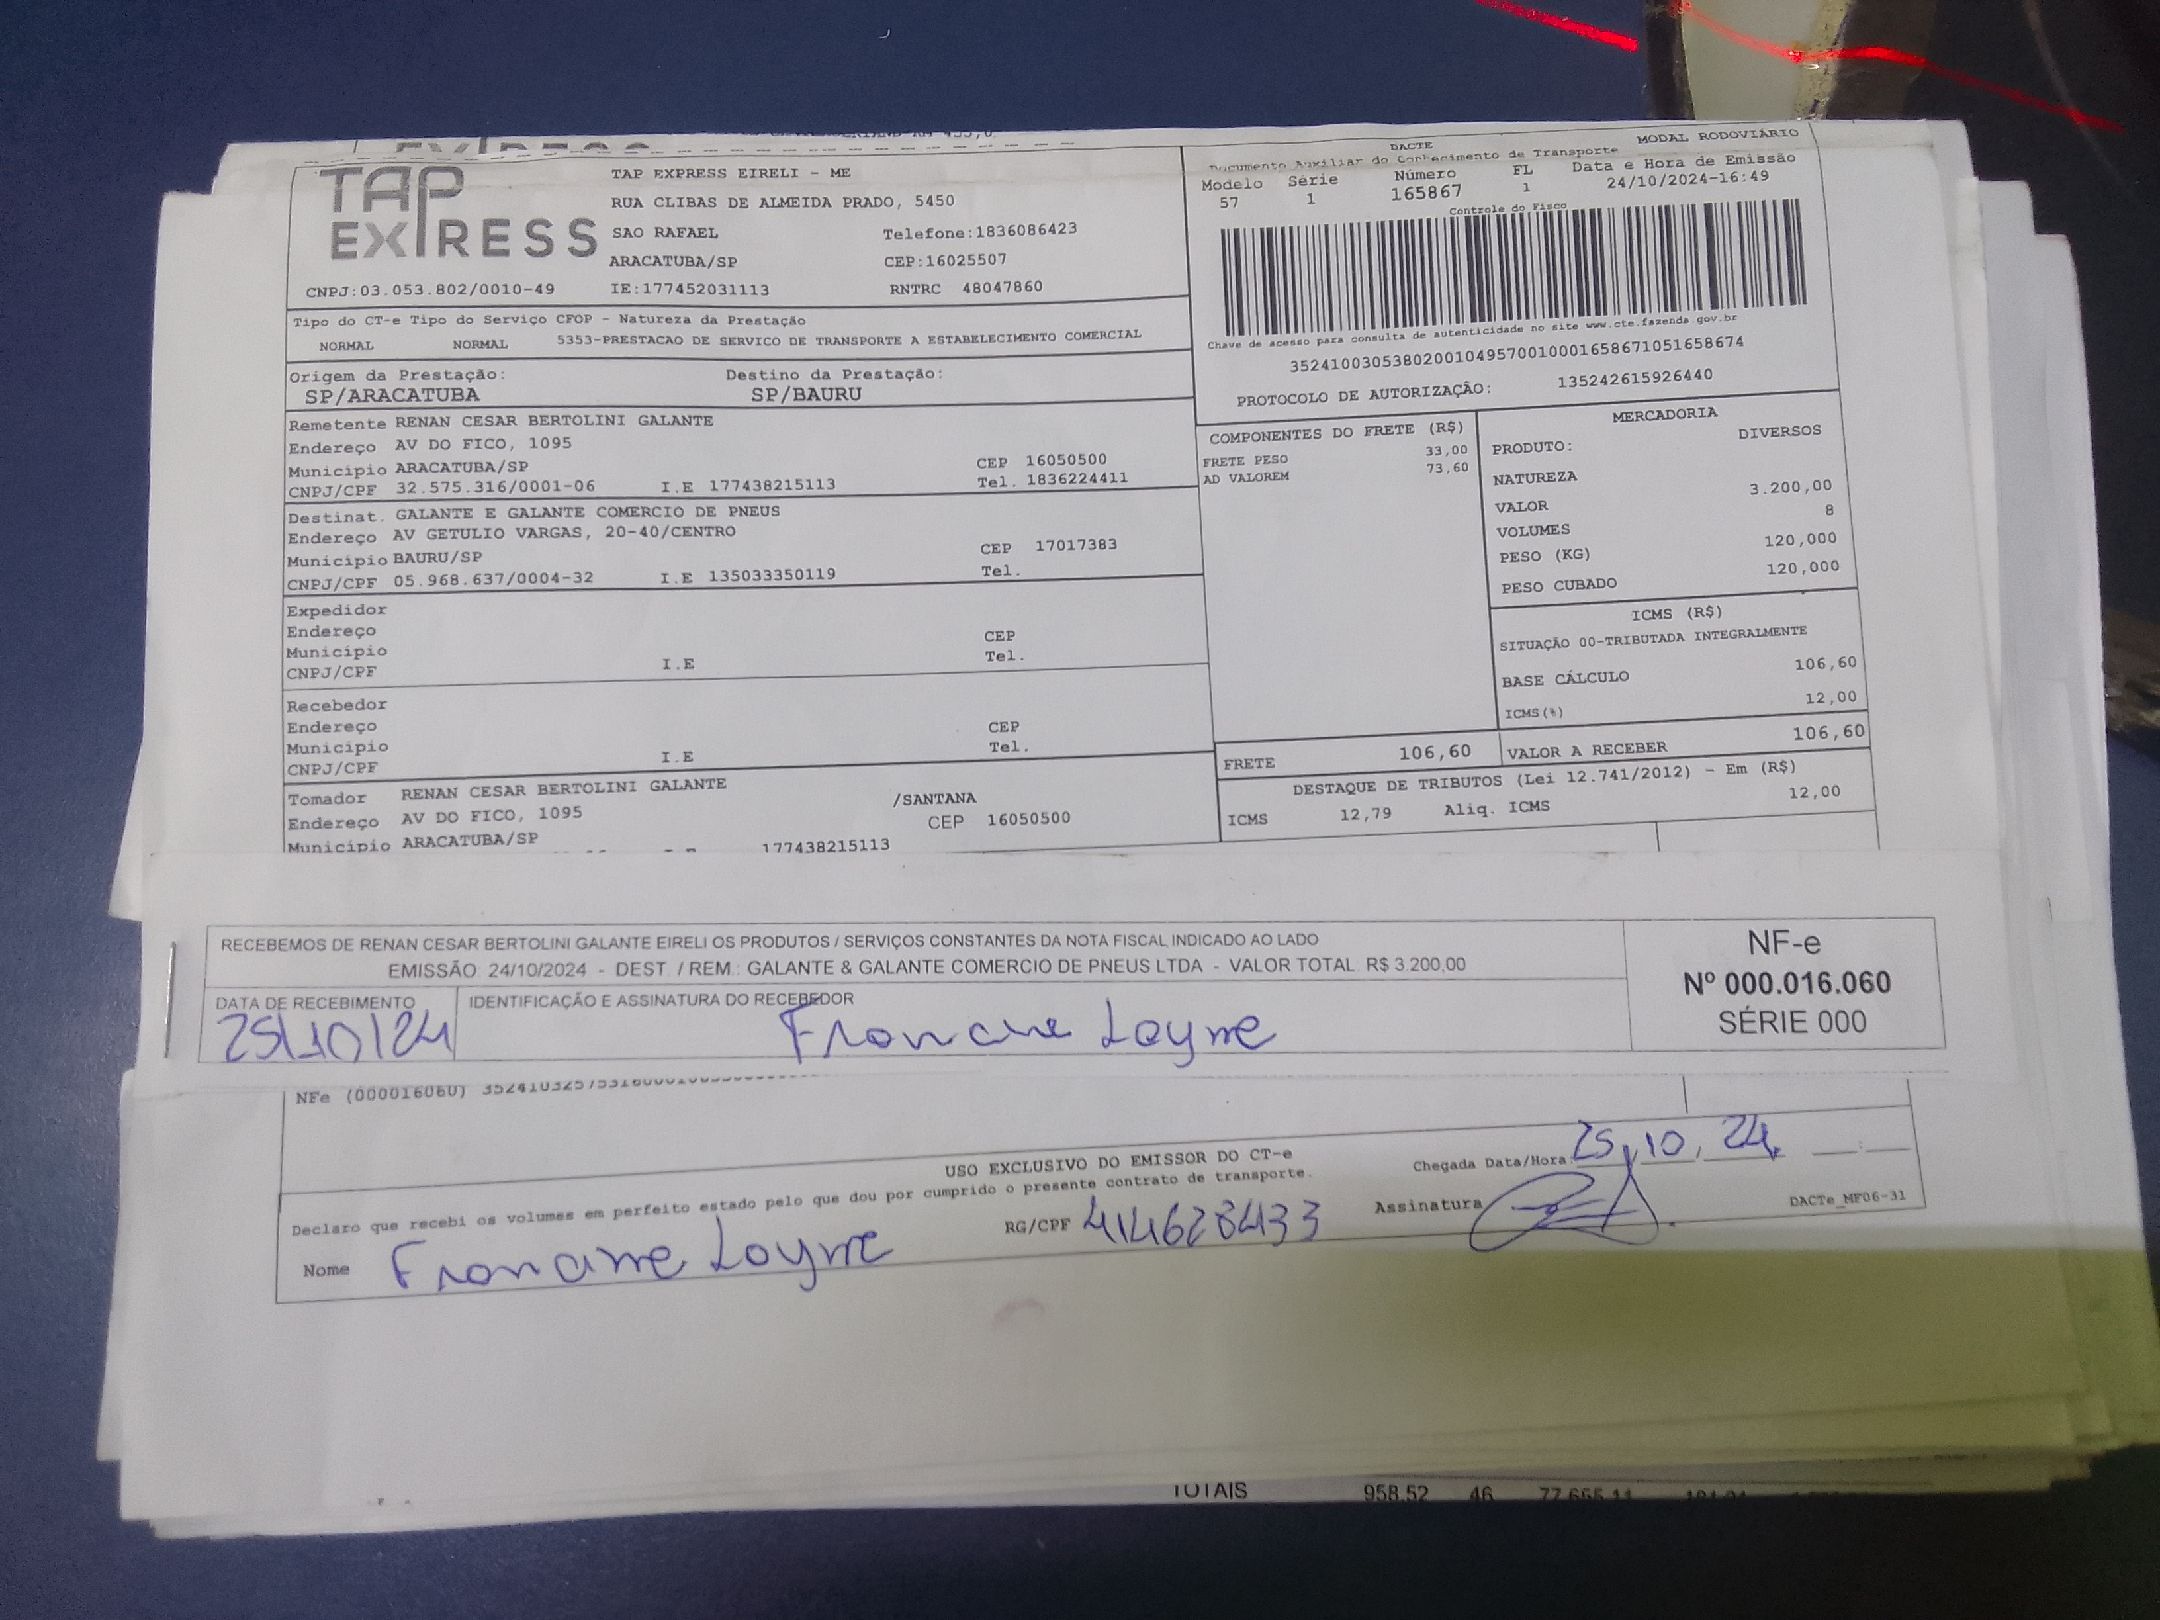 TAP EXPRESS
TAP EXPRESS EIRELI - ME
RUA CLIBAS DE ALMEIDA PRADO, 5450
SAO RAFAEL Telefone:1836086423
ARACATUBA/SP CEP:16025507
CNPJ:03.053.802/0010-49 IE:177452031113 RNTRC 48047860
DACTE MODAL RODOVIÁRIO
Documento Auxiliar do Conhecimento de Transporte
Modelo Série Número FL Data e Hora de Emissão
57 1 165867 1 24/10/2024-16:49
Controle do Fisco
Chave de acesso para consulta de autenticidade no site www.cte.fazenda.gov.br
35241003053802001049570010001658671051658674
PROTOCOLO DE AUTORIZAÇÃO: 135242615926440
Tipo do CT-e Tipo do Serviço CFOP - Natureza da Prestação
NORMAL NORMAL 5353-PRESTACAO DE SERVICO DE TRANSPORTE A ESTABELECIMENTO COMERCIAL
Origem da Prestação: Destino da Prestação:
SP/ARACATUBA SP/BAURU
Remetente RENAN CESAR BERTOLINI GALANTE
Endereço AV DO FICO, 1095
Município ARACATUBA/SP CEP 16050500
CNPJ/CPF 32.575.316/0001-06 I.E 177438215113 Tel. 1836224411
Destinat. GALANTE E GALANTE COMERCIO DE PNEUS
Endereço AV GETULIO VARGAS, 20-40/CENTRO
Município BAURU/SP CEP 17017383
CNPJ/CPF 05.968.637/0004-32 I.E 135033350119 Tel.
Expedidor
Endereço
Município CEP
CNPJ/CPF I.E Tel.
Recebedor
Endereço CEP
Município Tel.
CNPJ/CPF I.E
Tomador RENAN CESAR BERTOLINI GALANTE
Endereço AV DO FICO, 1095 /SANTANA
Município ARACATUBA/SP CEP 16050500
177438215113
COMPONENTES DO FRETE (R$)
FRETE PESO 33,00
AD VALOREM 73,60
MERCADORIA
PRODUTO: DIVERSOS
NATUREZA
VALOR 3.200,00
VOLUMES 8
PESO (KG) 120,000
PESO CUBADO 120,000
ICMS (R$)
SITUAÇÃO 00-TRIBUTADA INTEGRALMENTE
BASE CÁLCULO 106,60
ICMS(%) 12,00
FRETE 106,60 VALOR A RECEBER 106,60
DESTAQUE DE TRIBUTOS (Lei 12.741/2012) - Em (R$)
ICMS 12,79 Aliq. ICMS 12,00
RECEBEMOS DE RENAN CESAR BERTOLINI GALANTE EIRELI OS PRODUTOS / SERVIÇOS CONSTANTES DA NOTA FISCAL INDICADO AO LADO
EMISSÃO: 24/10/2024 - DEST. / REM.: GALANTE & GALANTE COMERCIO DE PNEUS LTDA - VALOR TOTAL: R$ 3.200,00
DATA DE RECEBIMENTO IDENTIFICAÇÃO E ASSINATURA DO RECEBEDOR
25/10/24
NF-e
Nº 000.016.060
SÉRIE 000
NFe (000016060)
USO EXCLUSIVO DO EMISSOR DO CT-e
Chegada Data/Hora: 25, 10, 24
Declaro que recebi os volumes em perfeito estado pelo que dou por cumprido o presente contrato de transporte.
Nome RG/CPF 414628433 Assinatura DACTe_MF06-31
TOTAIS 958,52 46